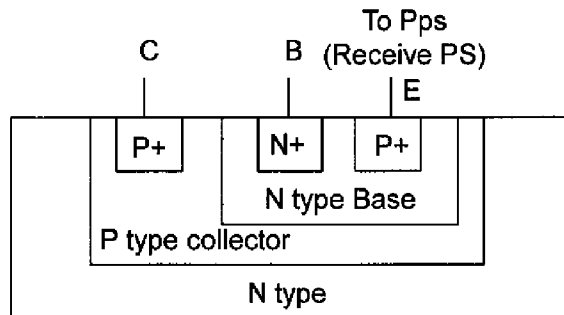 To Pps
C B (Receive PS)
E
P+ N+ P+
N type Base
P type collector
N type